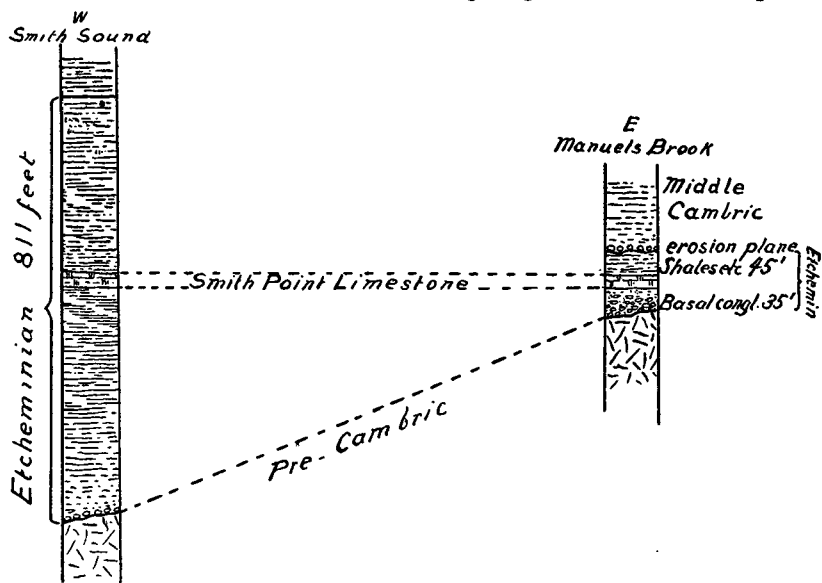 W
Smith Sound
E
Manuels Brook
Middle
Cambric
erosion plane
Shales etc 45'
Smith Point Limestone
Basal congl. 35'
Etchemin
Etcheminian 811 feet
Pre-Cambric